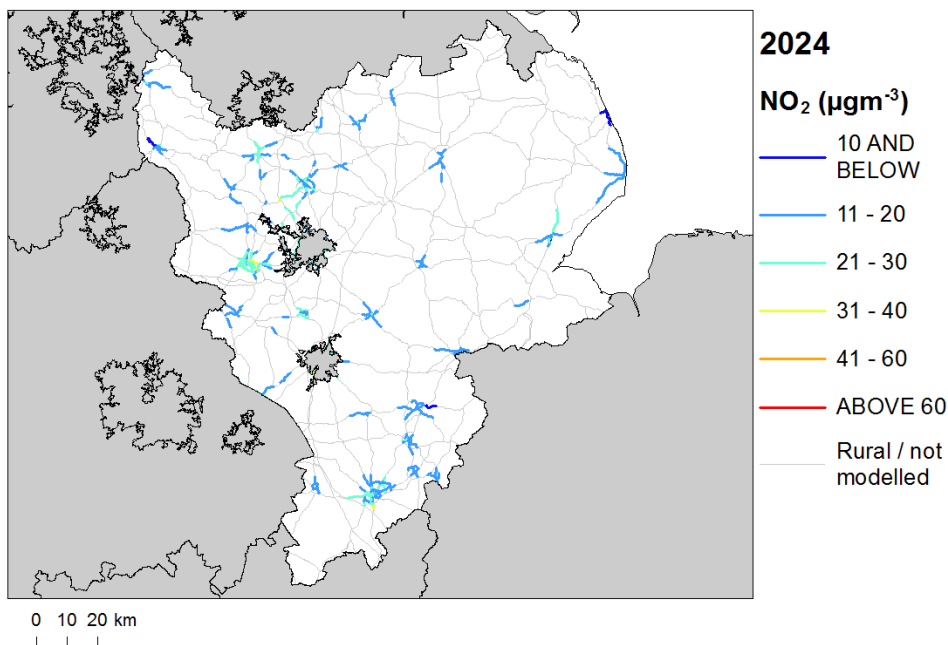 2024
NO₂ (µgm⁻³)
10 AND
BELOW
11 - 20
21 - 30
31 - 40
41 - 60
ABOVE 60
Rural / not
modelled
0 10 20 km